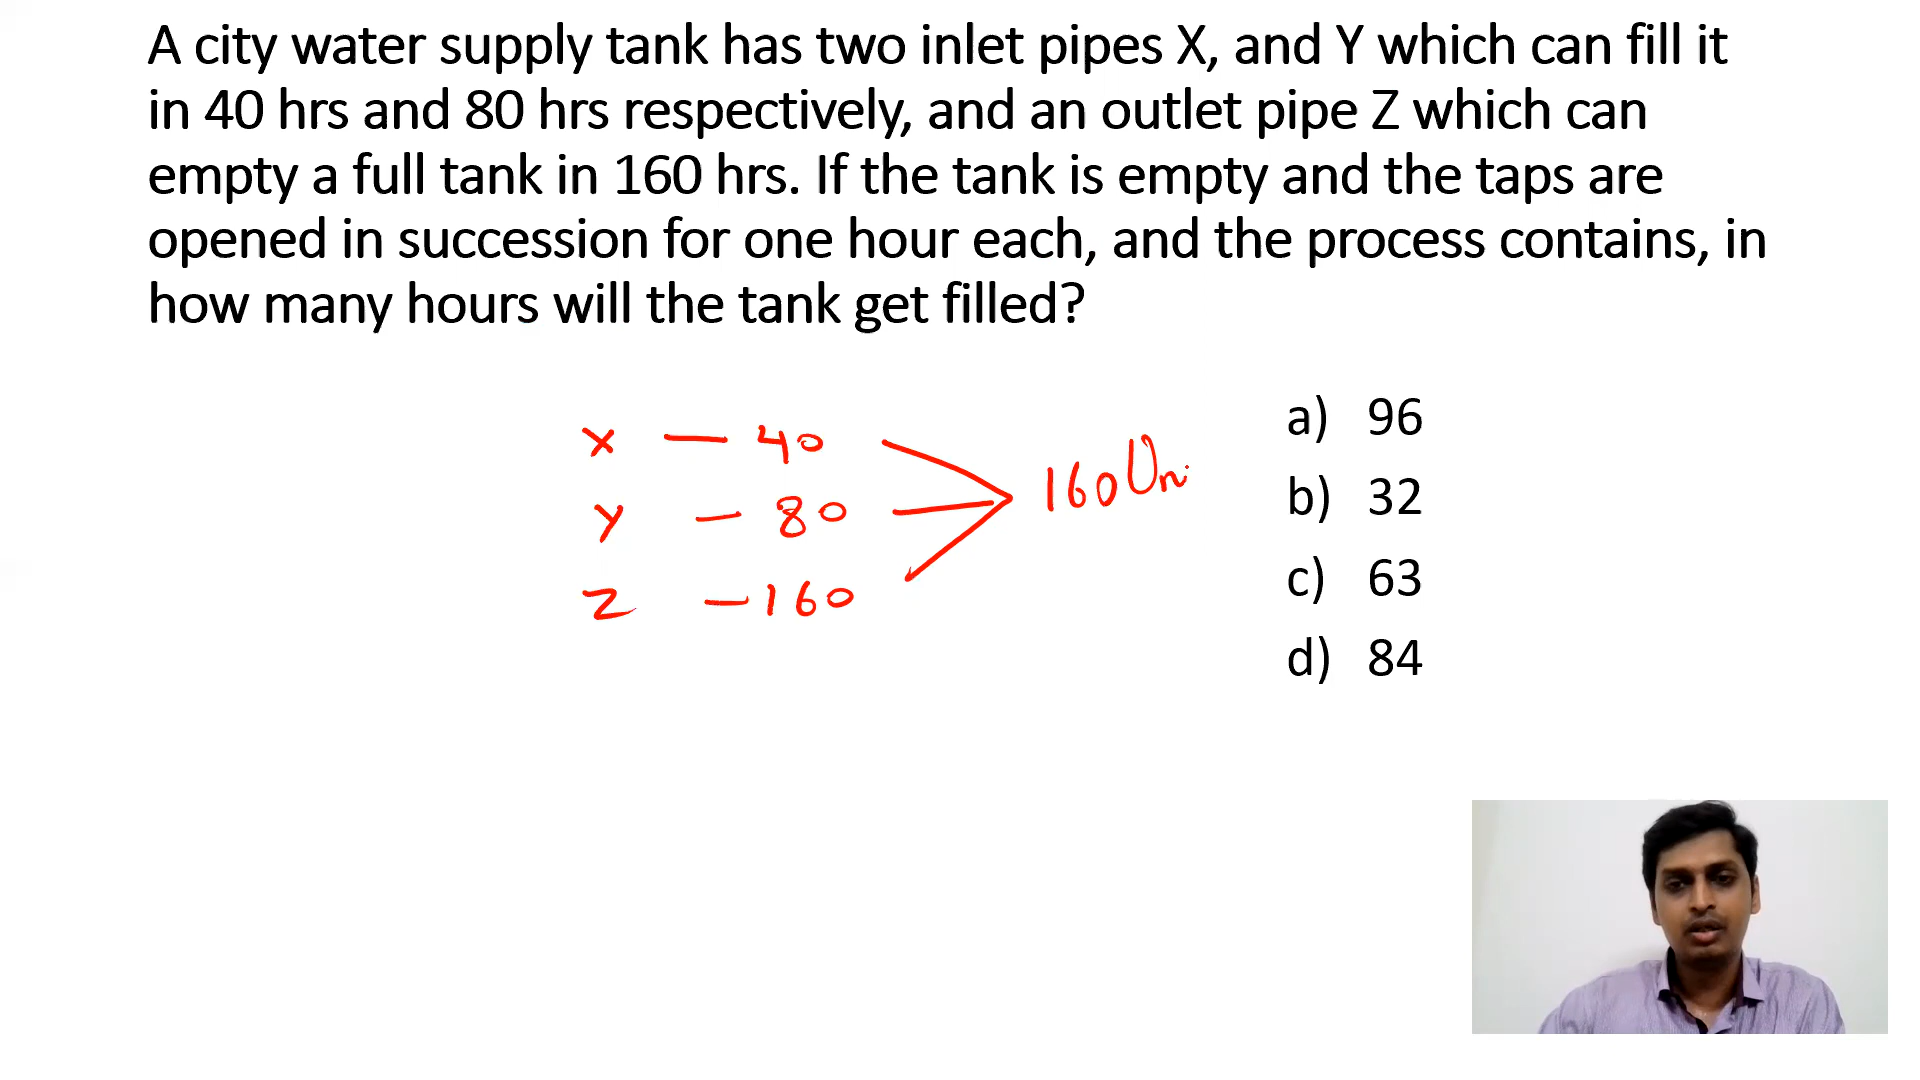 A city water supply tank has two inlet pipes X, and Y which can fill it
in 40 hrs and 80 hrs respectively, and an outlet pipe Z which can
empty a full tank in 160 hrs. If the tank is empty and the taps are
opened in succession for one hour each, and the process contains, in
how many hours will the tank get filled?
X — 40
Y — 80
Z — 160
160 Uni
a) 96
b) 32
c) 63
d) 84